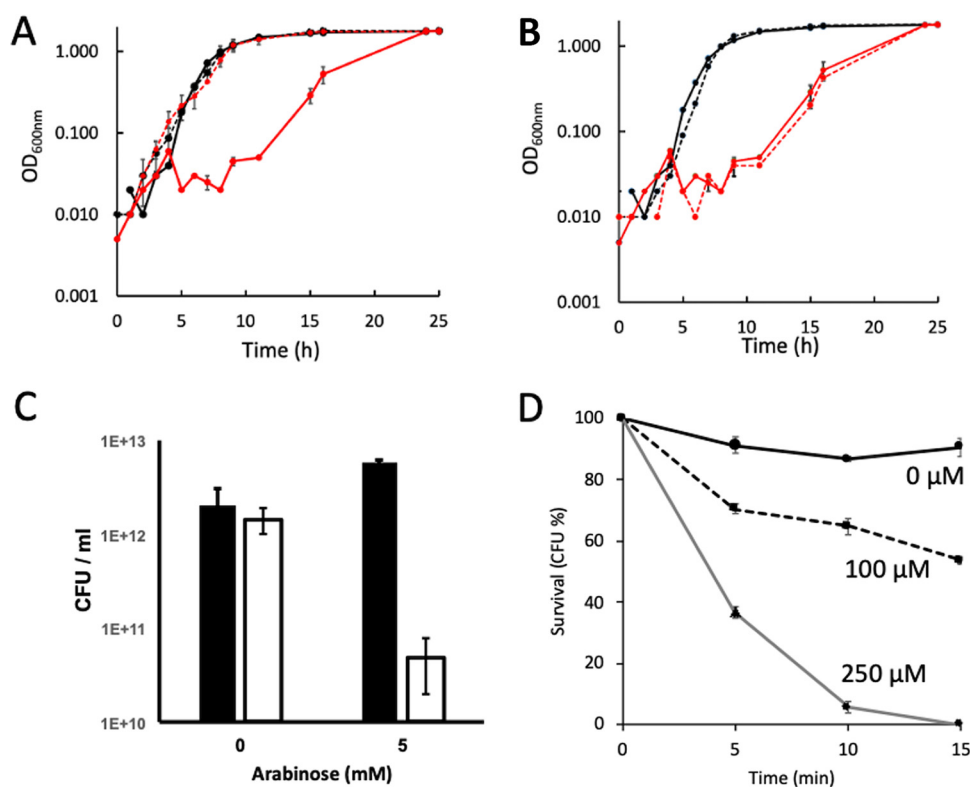 A
1.000
0.100
0.010
0.001
OD600nm
0 5 10 15 20 25
Time (h)
B
1.000
0.100
0.010
0.001
OD600nm
0 5 10 15 20 25
Time (h)
C
1E+13
1E+12
1E+11
1E+10
CFU / ml
0 5
Arabinose (mM)
D
100
80
60
40
20
0
Survival (CFU %)
0 µM
100 µM
250 µM
0 5 10 15
Time (min)